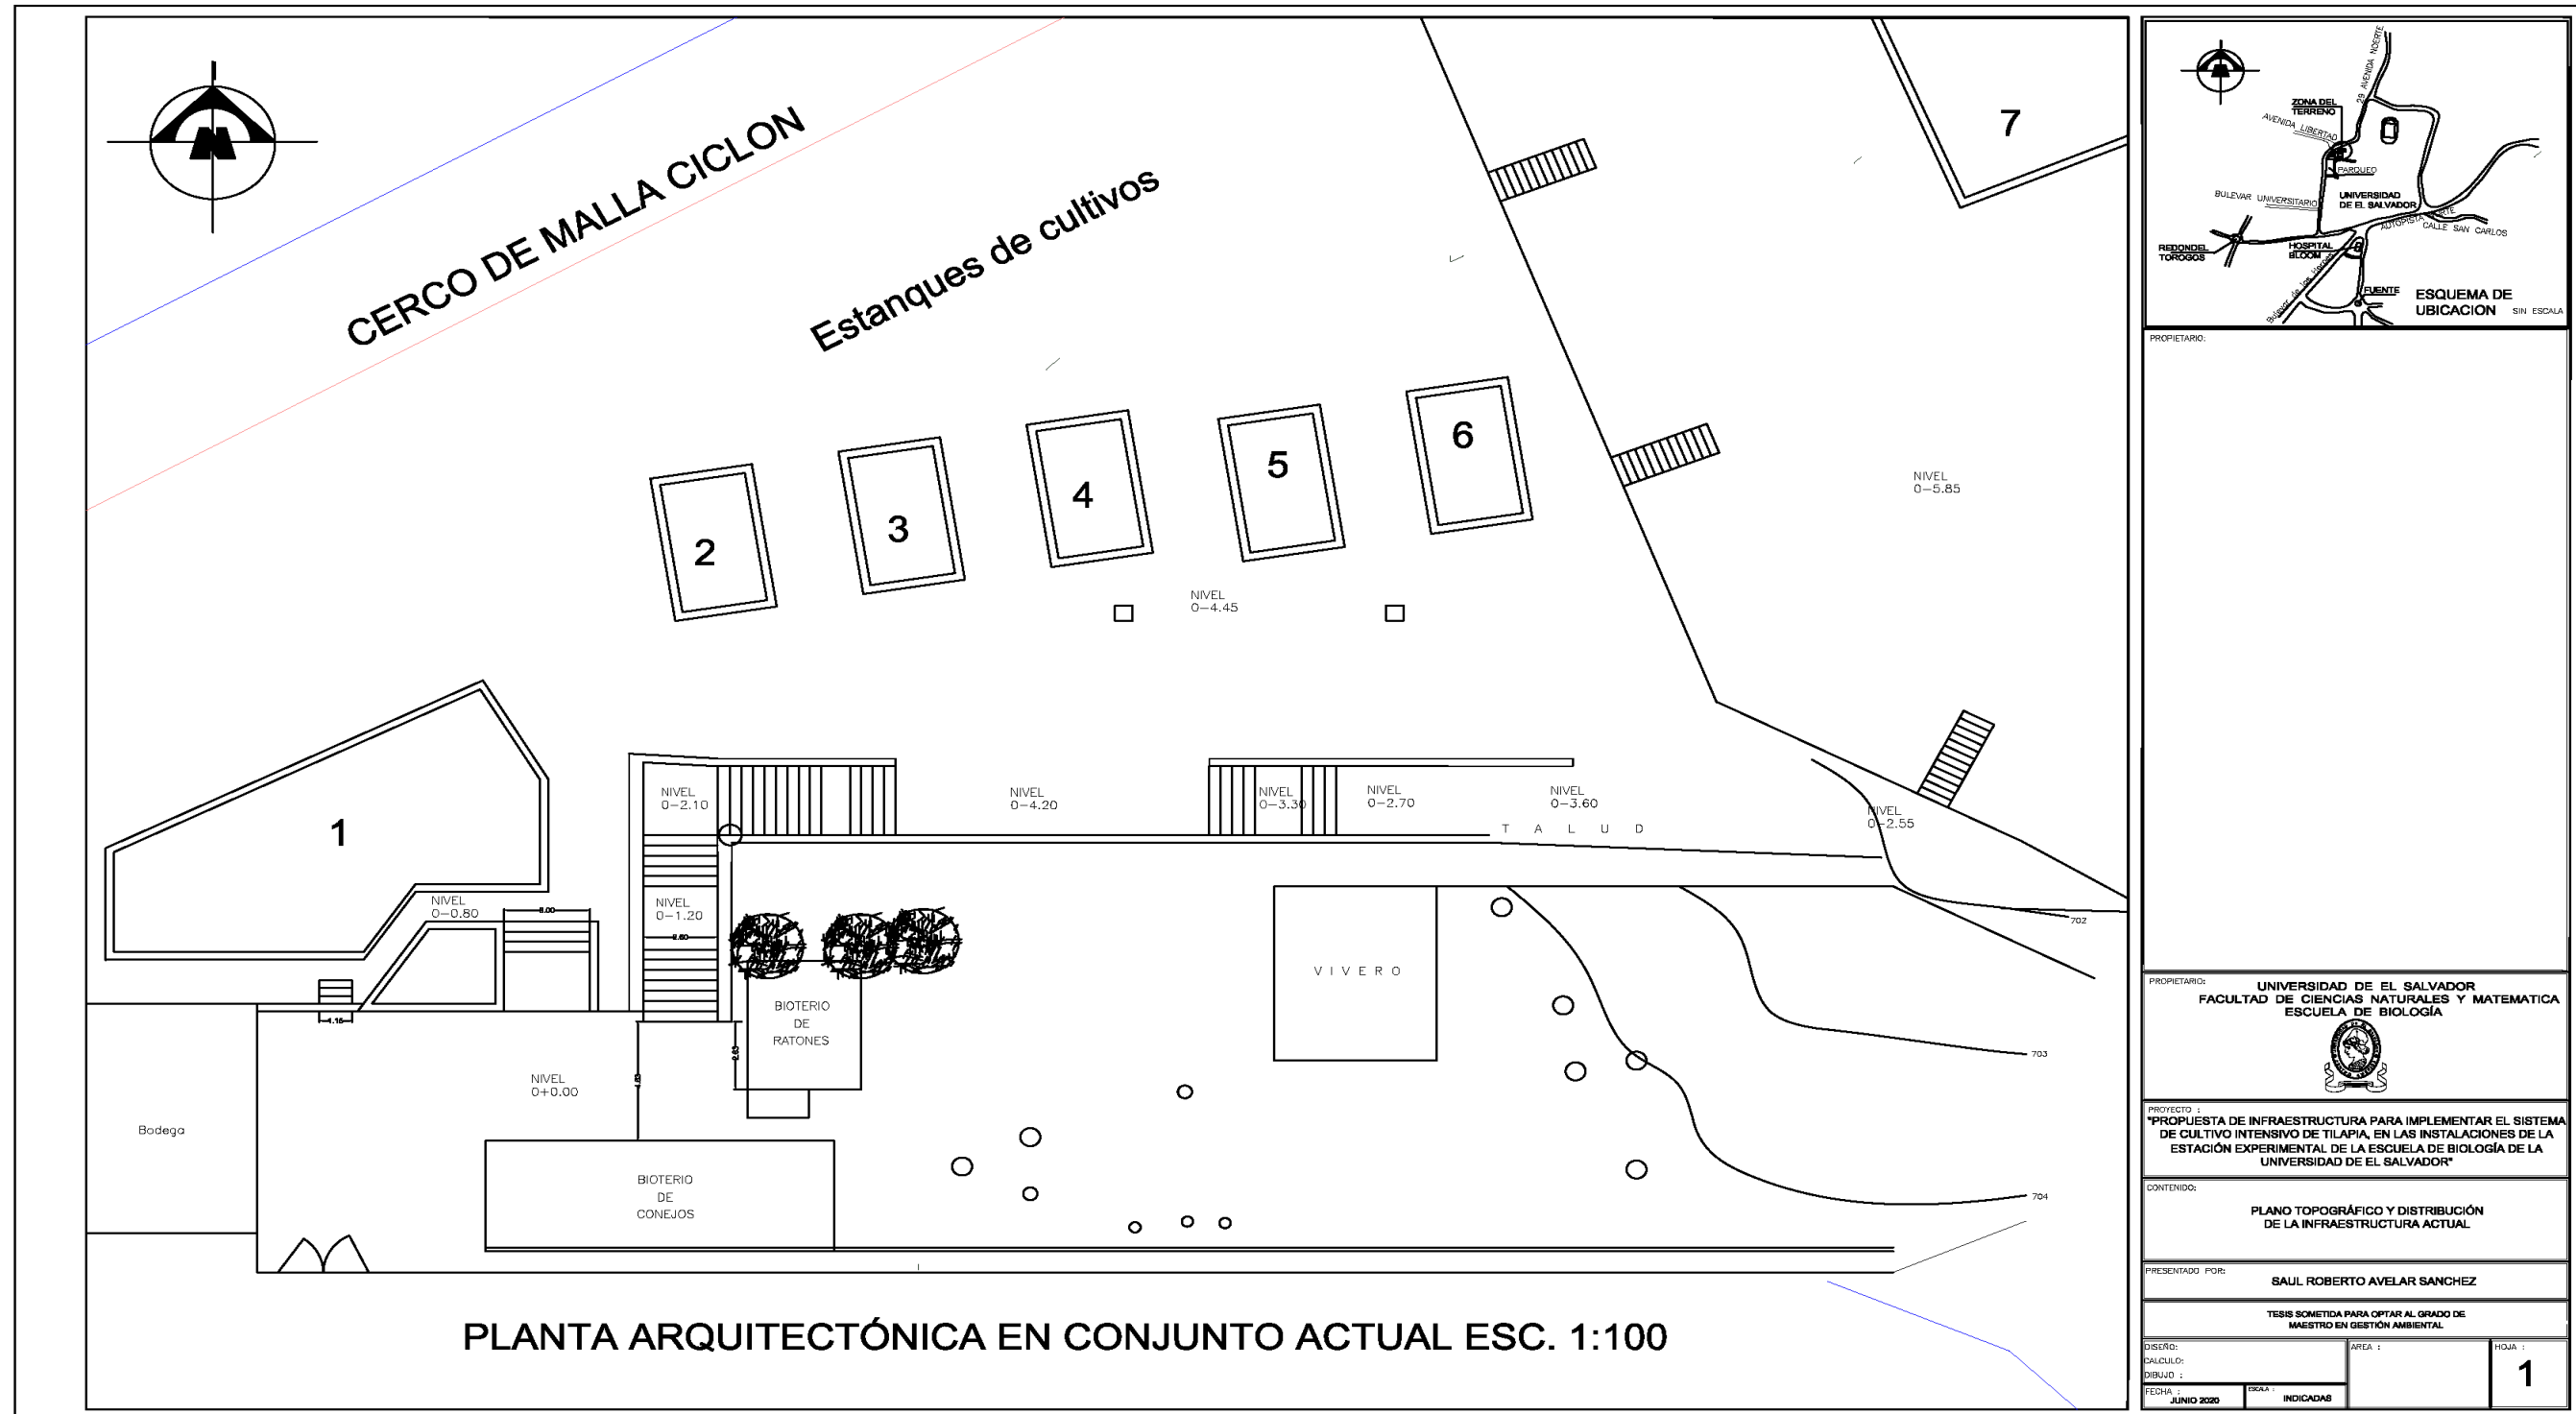 CERCO DE MALLA CICLON
Estanques de cultivos
7
6
5
4
3
2
1
NIVEL
0-5.85
NIVEL
0-4.45
NIVEL
0-2.10
NIVEL
0-4.20
NIVEL
0-3.30
NIVEL
0-2.70
NIVEL
0-3.60
NIVEL
0-2.55
T A L U D
NIVEL
0-0.80
NIVEL
0-1.20
702
V I V E R O
BIOTERIO
DE
RATONES
703
NIVEL
0+0.00
Bodega
BIOTERIO
DE
CONEJOS
704
PLANTA ARQUITECTÓNICA EN CONJUNTO ACTUAL ESC. 1:100
29 AVENIDA NOERTE
ZONA DEL
TERRENO
AVENIDA LIBERTAD
PARQUEO
BULEVAR UNIVERSITARIO
UNIVERSIDAD
DE EL SALVADOR
AUTOPISTA NORTE
CALLE SAN CARLOS
REDONDEL
TOROGOS
HOSPITAL
BLOOM
Bulevar de los Heroes
FUENTE
ESQUEMA DE
UBICACION SIN ESCALA
PROPIETARIO:
PROPIETARIO:
UNIVERSIDAD DE EL SALVADOR
FACULTAD DE CIENCIAS NATURALES Y MATEMATICA
ESCUELA DE BIOLOGÍA
PROYECTO :
"PROPUESTA DE INFRAESTRUCTURA PARA IMPLEMENTAR EL SISTEMA
DE CULTIVO INTENSIVO DE TILAPIA, EN LAS INSTALACIONES DE LA
ESTACIÓN EXPERIMENTAL DE LA ESCUELA DE BIOLOGÍA DE LA
UNIVERSIDAD DE EL SALVADOR"
CONTENIDO:
PLANO TOPOGRÁFICO Y DISTRIBUCIÓN
DE LA INFRAESTRUCTURA ACTUAL
PRESENTADO POR:
SAUL ROBERTO AVELAR SANCHEZ
TESIS SOMETIDA PARA OPTAR AL GRADO DE
MAESTRO EN GESTIÓN AMBIENTAL
DISEÑO:
CALCULO:
DIBUJO :
AREA :
HOJA :
1
FECHA :
JUNIO 2020
ESCALA :
INDICADAS